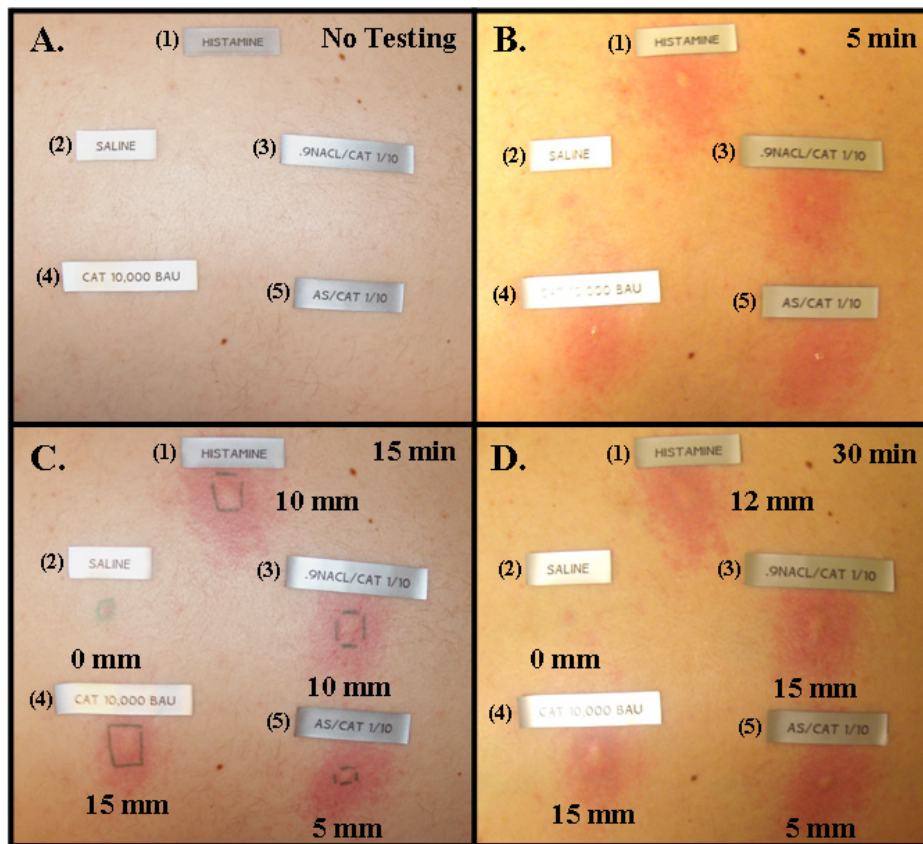 A.
No Testing
(1)
HISTAMINE
(2)
SALINE
(3)
.9NACL/CAT 1/10
(4)
CAT 10,000 BAU
(5)
AS/CAT 1/10
B.
5 min
(1)
HISTAMINE
(2)
SALINE
(3)
.9NACL/CAT 1/10
(4)
CAT 10,000 BAU
(5)
AS/CAT 1/10
C.
15 min
(1)
HISTAMINE
10 mm
(2)
SALINE
0 mm
(3)
.9NACL/CAT 1/10
10 mm
(4)
CAT 10,000 BAU
15 mm
(5)
AS/CAT 1/10
5 mm
D.
30 min
(1)
HISTAMINE
12 mm
(2)
SALINE
0 mm
(3)
.9NACL/CAT 1/10
15 mm
(4)
CAT 10,000 BAU
15 mm
(5)
AS/CAT 1/10
5 mm